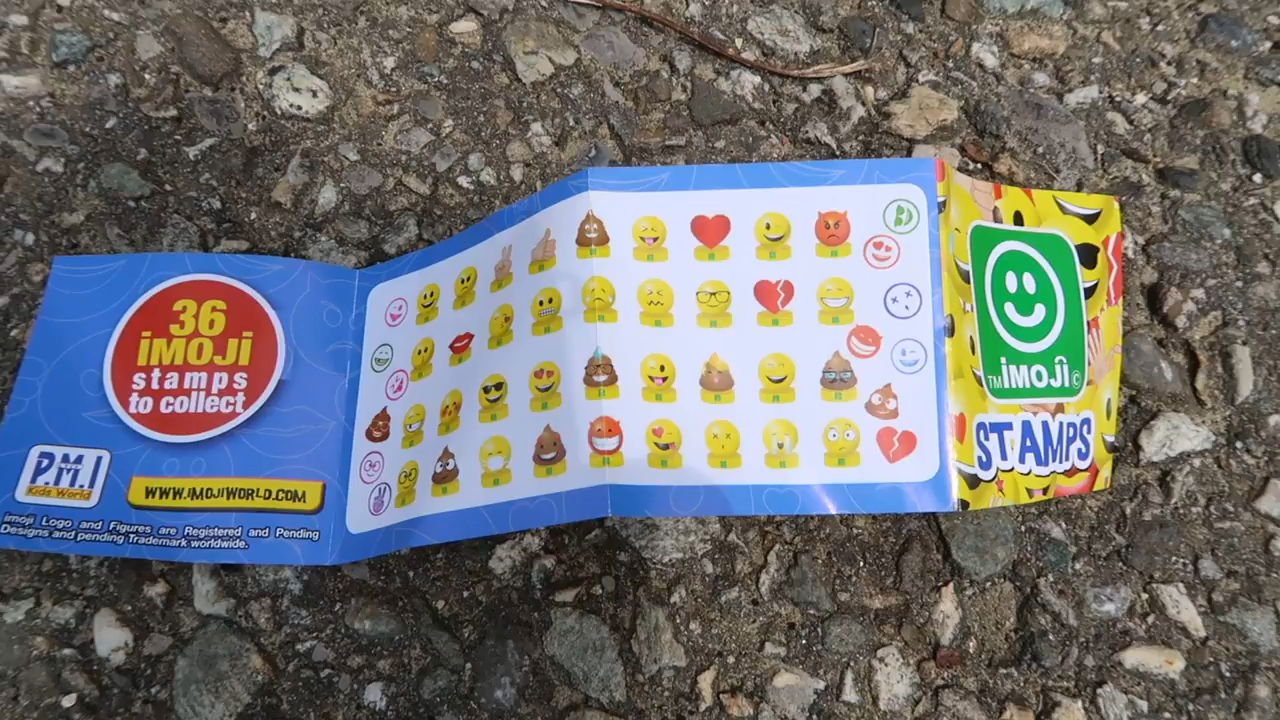 36
iMOJi
stamps
to collect
P.M.I
Kids World
WWW.iMOJIWORLD.COM
imoji Logo and Figures are Registered and Pending
Designs and pending Trademark worldwide.
TM iMOJî ©
STAMPS